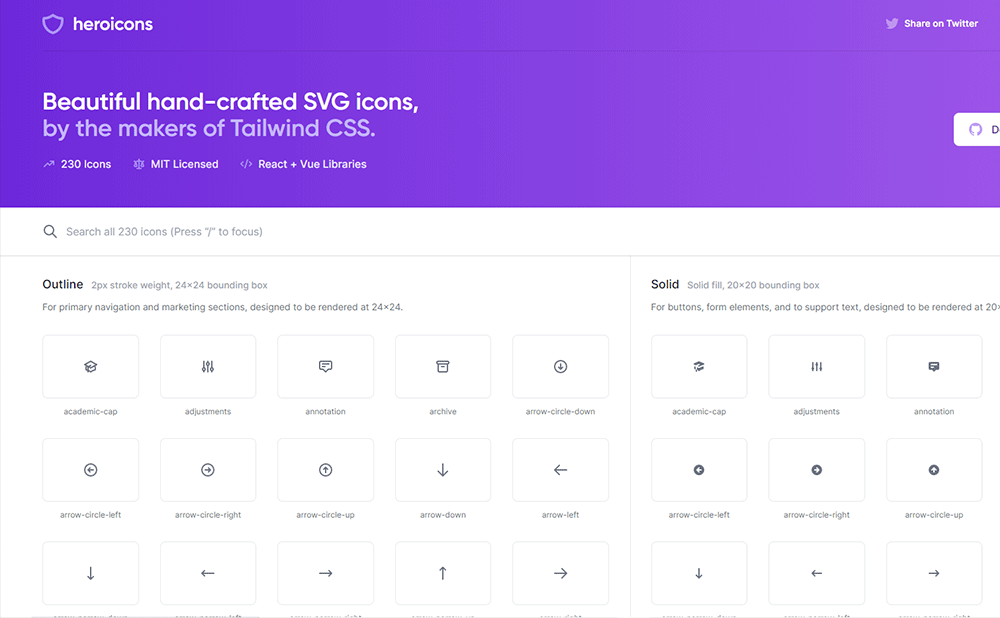 heroicons
Share on Twitter
Beautiful hand-crafted SVG icons,
by the makers of Tailwind CSS.
230 Icons
MIT Licensed
React + Vue Libraries
D
Search all 230 icons (Press “/” to focus)
Outline 2px stroke weight, 24×24 bounding box
For primary navigation and marketing sections, designed to be rendered at 24×24.
academic-cap
adjustments
annotation
archive
arrow-circle-down
arrow-circle-left
arrow-circle-right
arrow-circle-up
arrow-down
arrow-left
Solid Solid fill, 20×20 bounding box
For buttons, form elements, and to support text, designed to be rendered at 20×
academic-cap
adjustments
annotation
arrow-circle-left
arrow-circle-right
arrow-circle-up